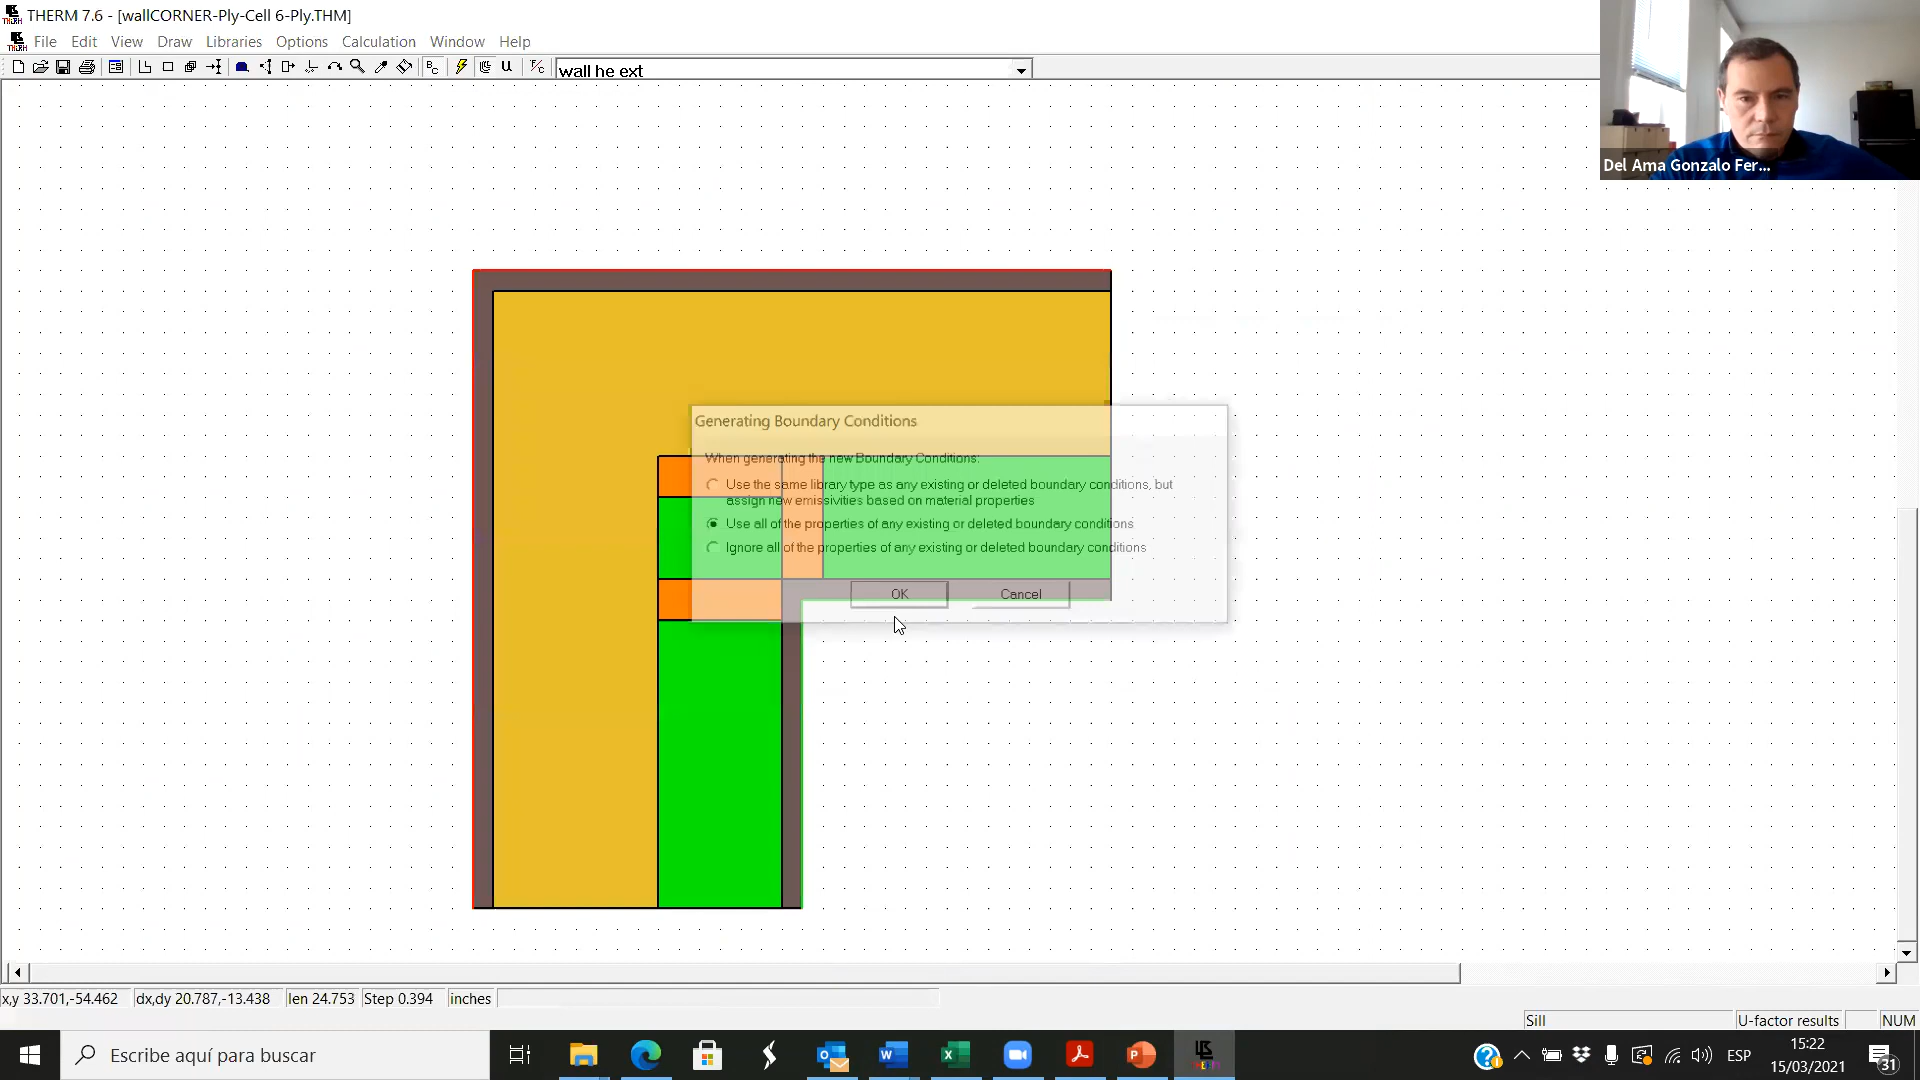 THERM 7.6 - [wallCORNER-Ply-Cell 6-Ply.THM]
File Edit View Draw Libraries Options Calculation Window Help
wall he ext
Del Ama Gonzalo Fer...
Generating Boundary Conditions
When generating the new Boundary Conditions:
Use the same library type as any existing or deleted boundary conditions, but
assign new emissivities based on material properties
Use all of the properties of any existing or deleted boundary conditions
Ignore all of the properties of any existing or deleted boundary conditions
OK Cancel
x,y 33.701,-54.462 dx,dy 20.787,-13.438 len 24.753 Step 0.394 inches
Sill U-factor results NUM
Escribe aquí para buscar
ESP
15:22
15/03/2021
31